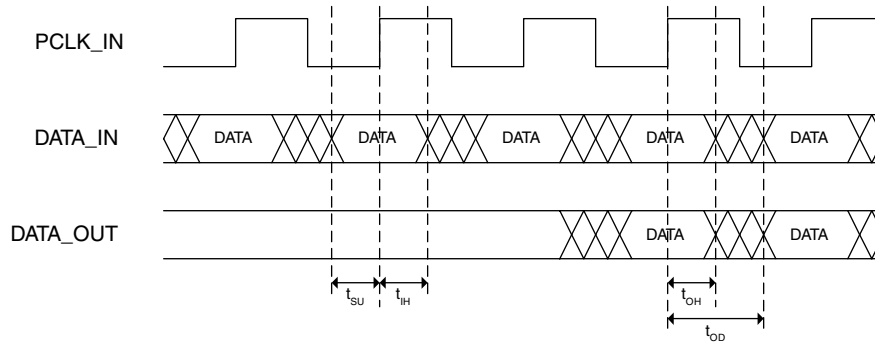 PCLK_IN
DATA_IN
DATA DATA DATA DATA DATA
DATA_OUT
DATA DATA
tSU tIH tOH
tOD